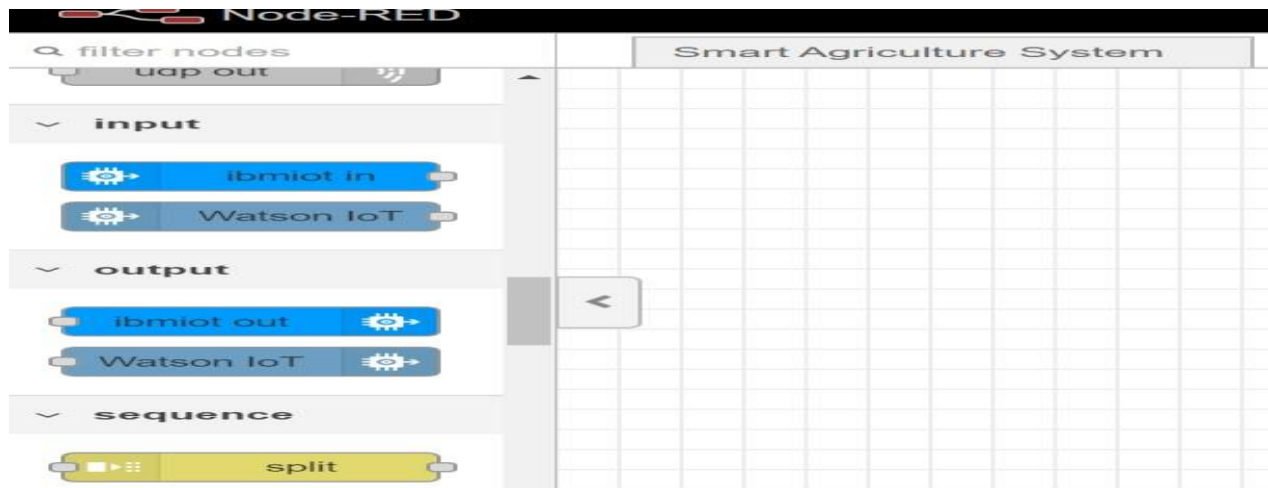 Node-RED
filter nodes
Smart Agriculture System
udp out
input
ibmiot in
Watson IoT
output
ibmiot out
Watson IoT
sequence
split